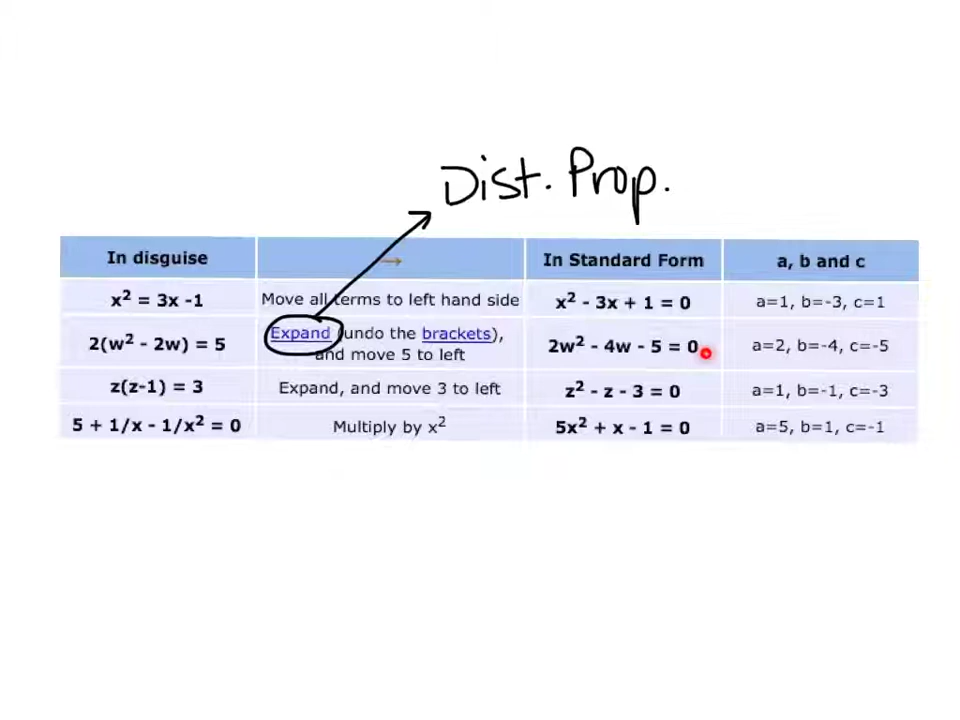 Dist. Prop.
In disguise → In Standard Form a, b and c
x² = 3x -1 Move all terms to left hand side x² - 3x + 1 = 0 a=1, b=-3, c=1
2(w² - 2w) = 5 Expand (undo the brackets), and move 5 to left 2w² - 4w - 5 = 0 a=2, b=-4, c=-5
z(z-1) = 3 Expand, and move 3 to left z² - z - 3 = 0 a=1, b=-1, c=-3
5 + 1/x - 1/x² = 0 Multiply by x² 5x² + x - 1 = 0 a=5, b=1, c=-1